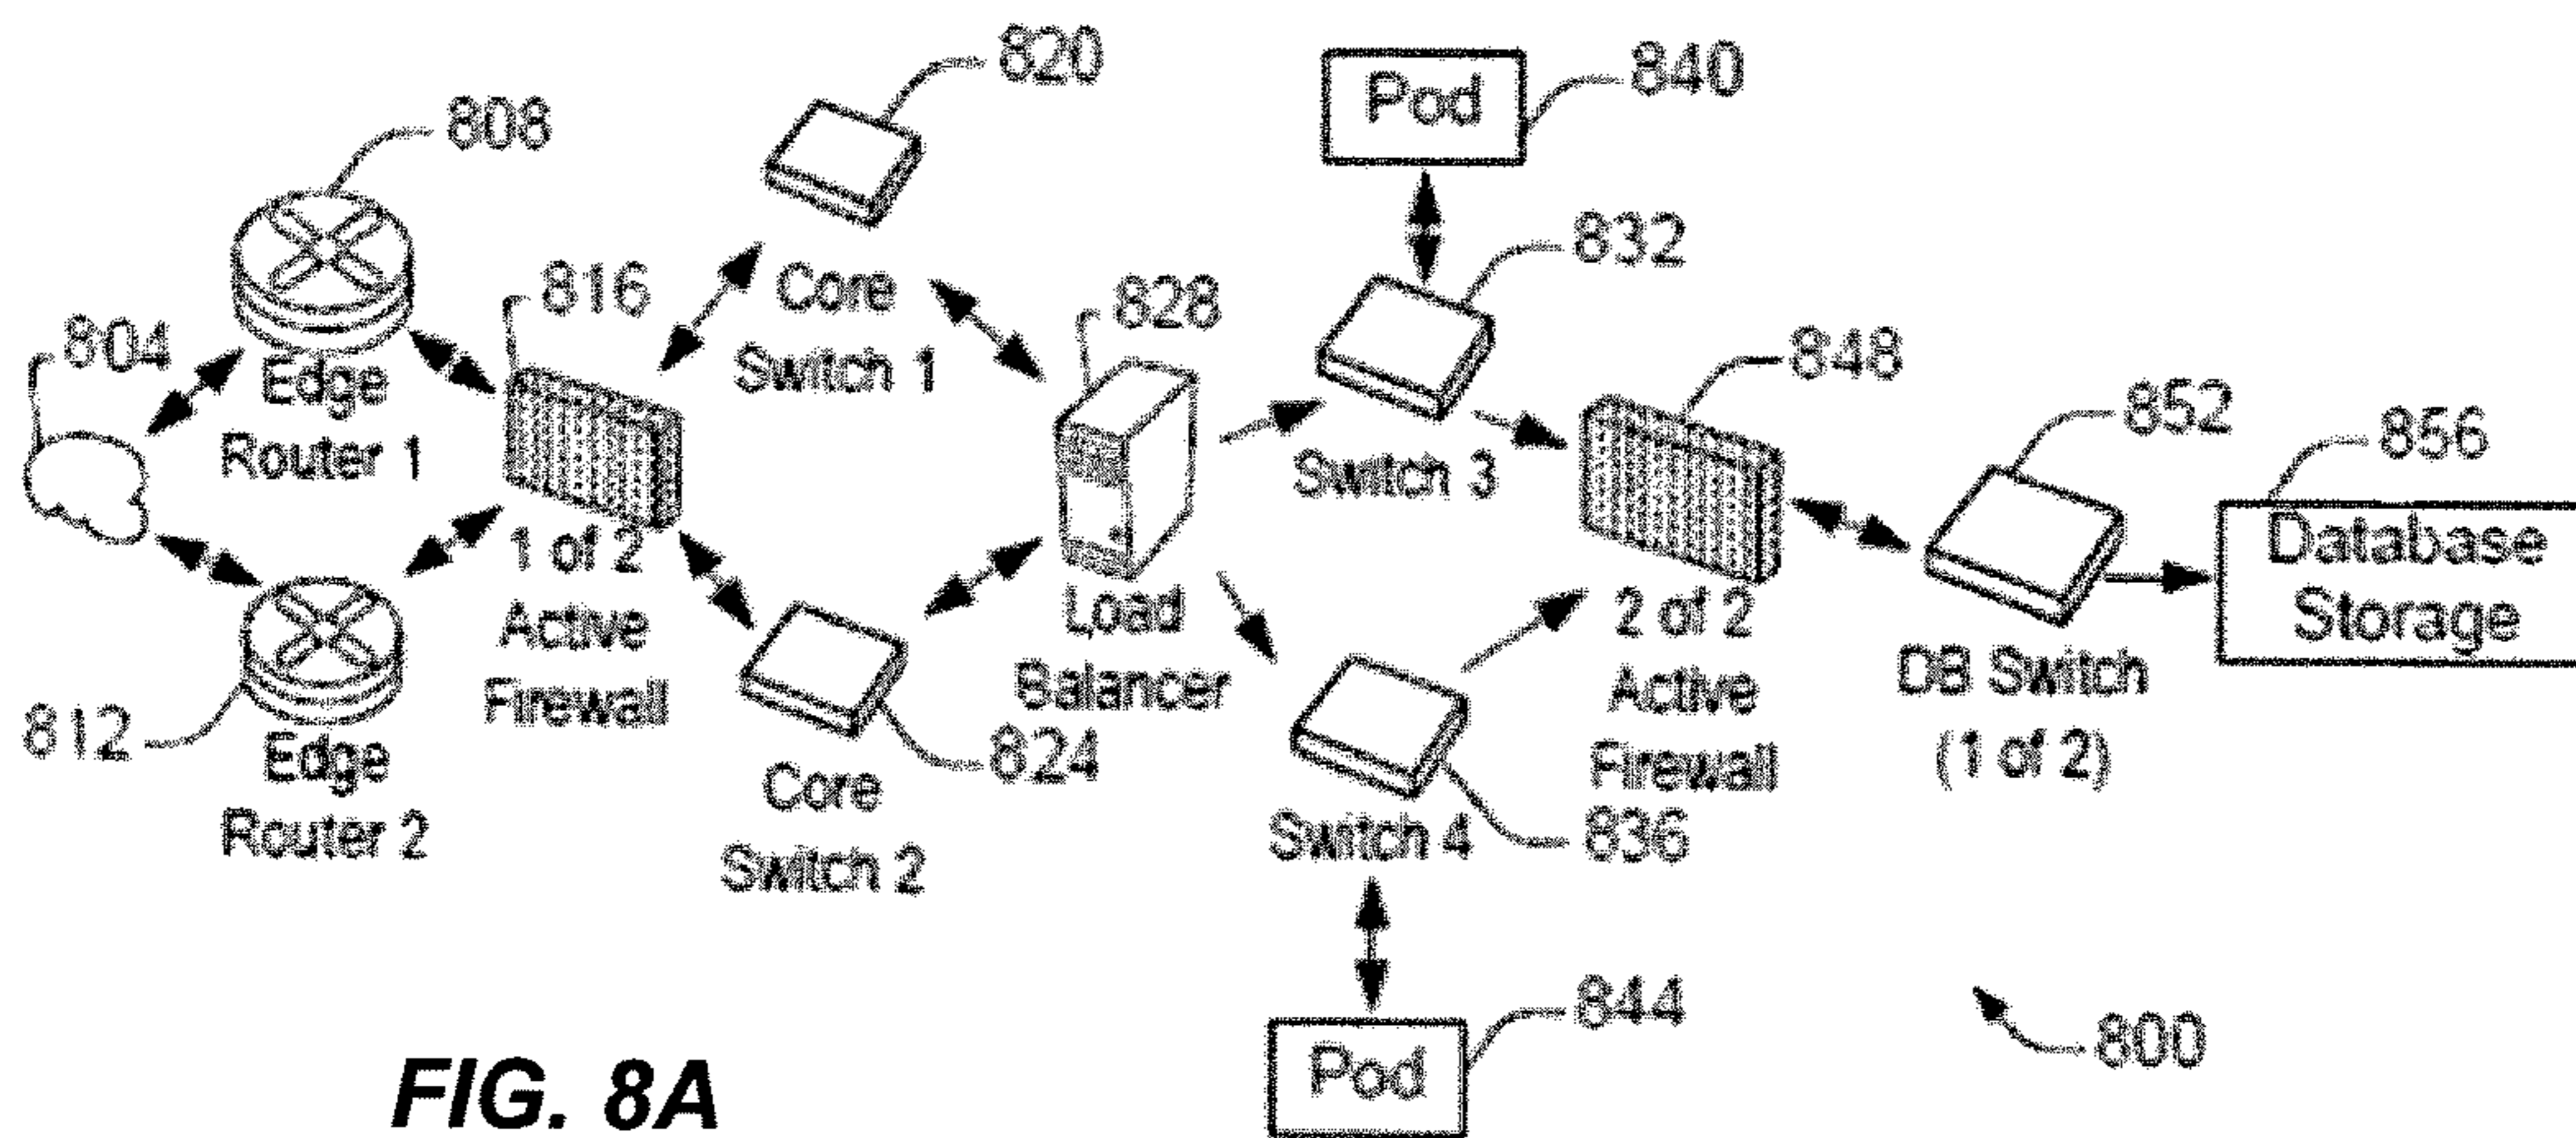 820
Pod
840
808
832
816
Core
Switch 1
828
804
Edge
Router 1
848
852
856
Switch 3
Database
Storage
1 of 2
Active
Firewall
Load
Balancer
2 of 2
Active
Firewall
DB Switch
(1 of 2)
812
Edge
Router 2
824
Core
Switch 2
Switch 4
836
Pod
844
800
FIG. 8A